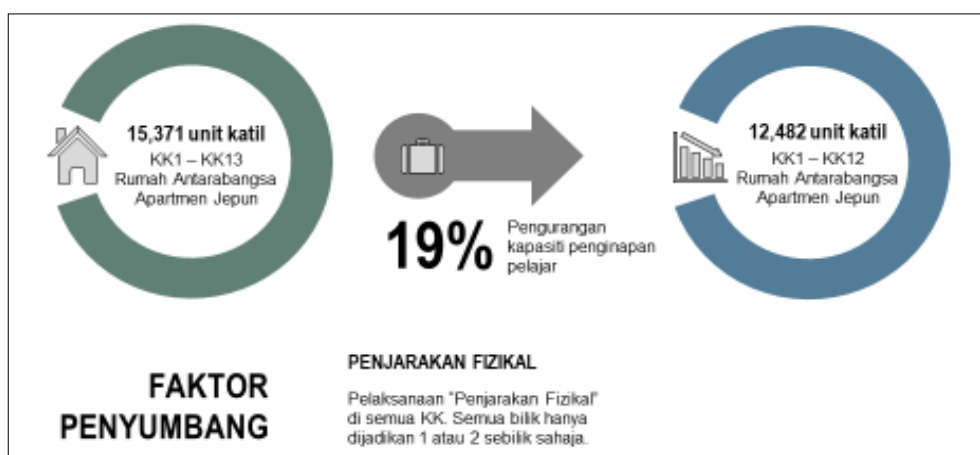 15,371 unit katil
KK1 – KK13
Rumah Antarabangsa
Apartmen Jepun
19%
Pengurangan
kapasiti penginapan
pelajar
12,482 unit katil
KK1 – KK12
Rumah Antarabangsa
Apartmen Jepun
FAKTOR
PENYUMBANG
PENJARAKAN FIZIKAL
Pelaksanaan "Penjarakan Fizikal"
di semua KK. Semua bilik hanya
dijadikan 1 atau 2 sebilik sahaja.